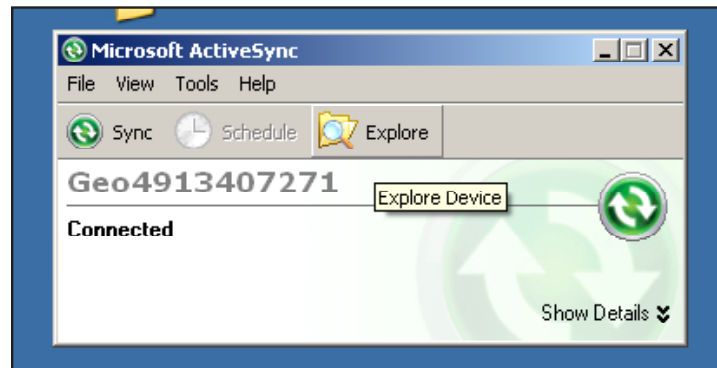 Microsoft ActiveSync
File View Tools Help
Sync Schedule Explore
Geo4913407271
Explore Device
Connected
Show Details